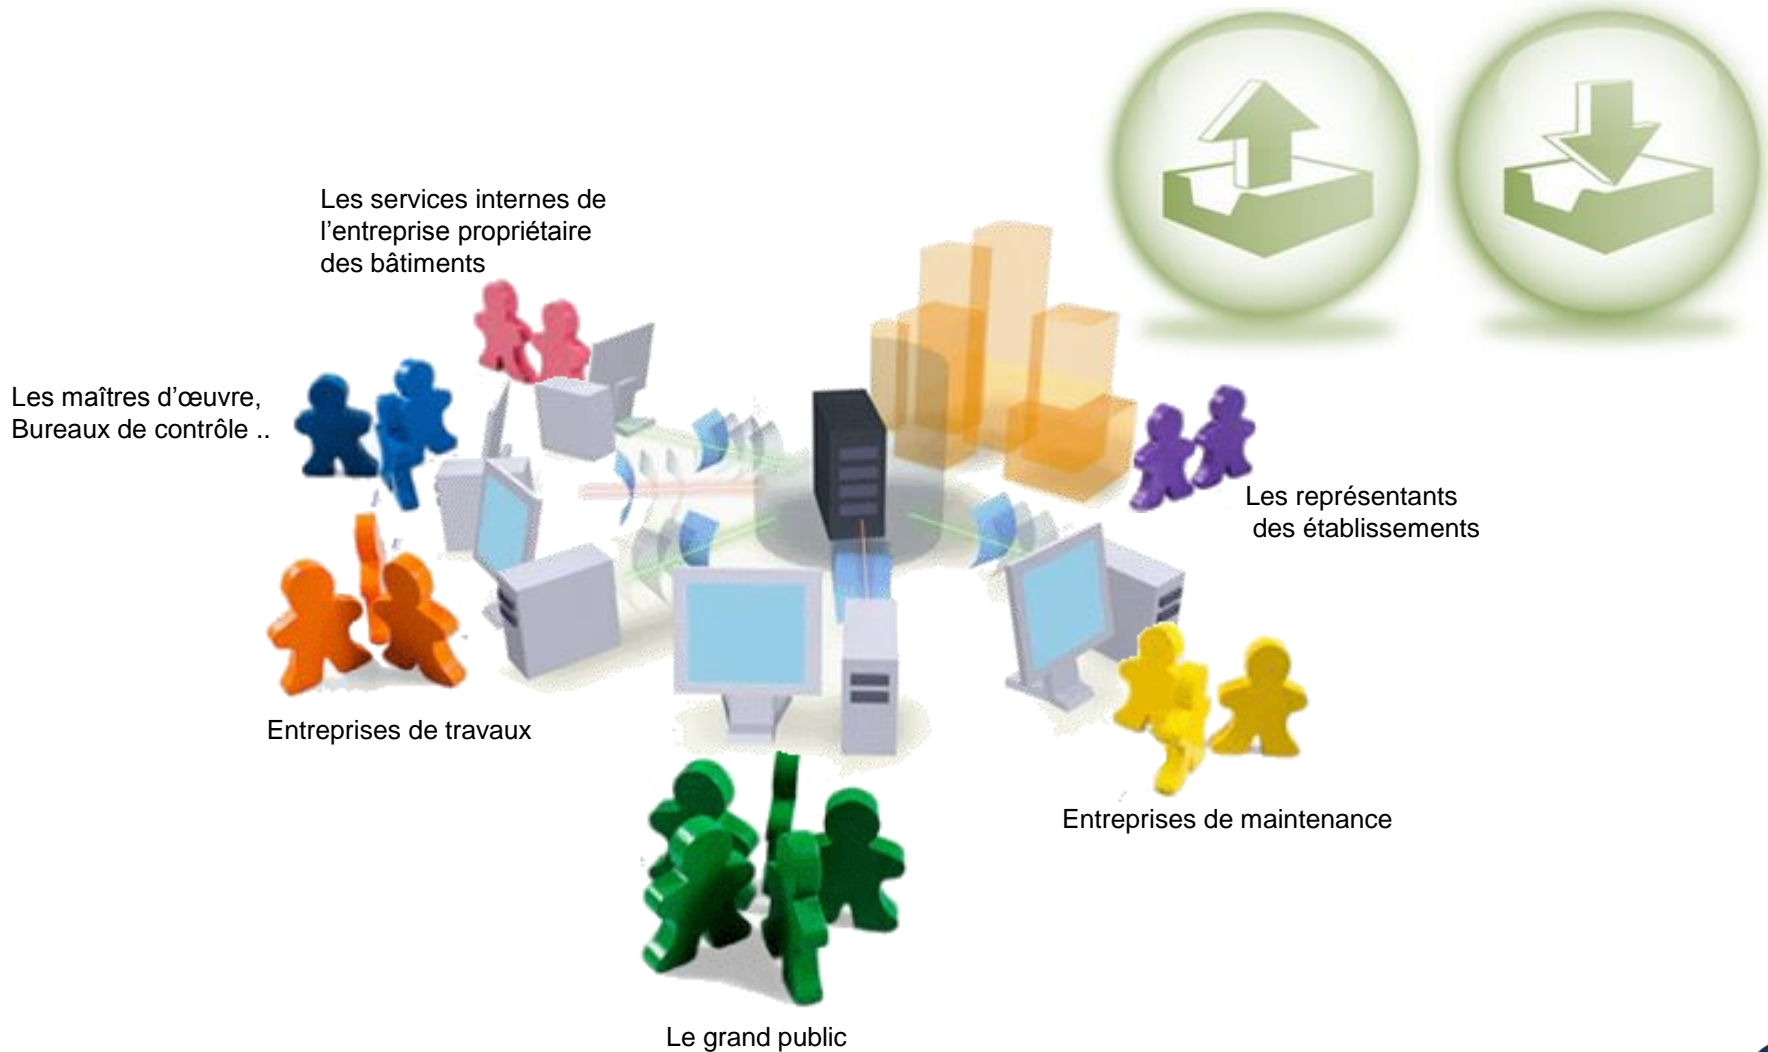 Les services internes de
l’entreprise propriétaire
des bâtiments
Les maîtres d’œuvre,
Bureaux de contrôle ..
Les représentants
des établissements
Entreprises de travaux
Entreprises de maintenance
Le grand public